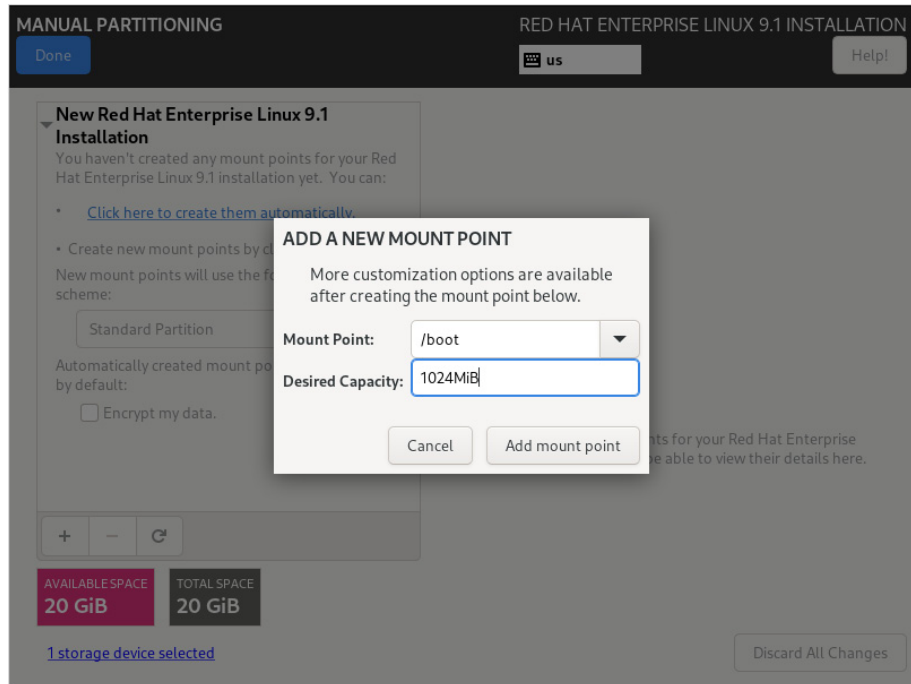 MANUAL PARTITIONING
RED HAT ENTERPRISE LINUX 9.1 INSTALLATION
Done
us
Help!
New Red Hat Enterprise Linux 9.1
Installation
You haven't created any mount points for your Red
Hat Enterprise Linux 9.1 installation yet. You can:
• Click here to create them automatically.
• Create new mount points by cl
New mount points will use the fo
scheme:
Standard Partition
Automatically created mount po
by default:
Encrypt my data.
ADD A NEW MOUNT POINT
More customization options are available
after creating the mount point below.
Mount Point: /boot
Desired Capacity: 1024MiB
Cancel Add mount point
nts for your Red Hat Enterprise
be able to view their details here.
+ −
AVAILABLE SPACE
20 GiB
TOTAL SPACE
20 GiB
1 storage device selected
Discard All Changes